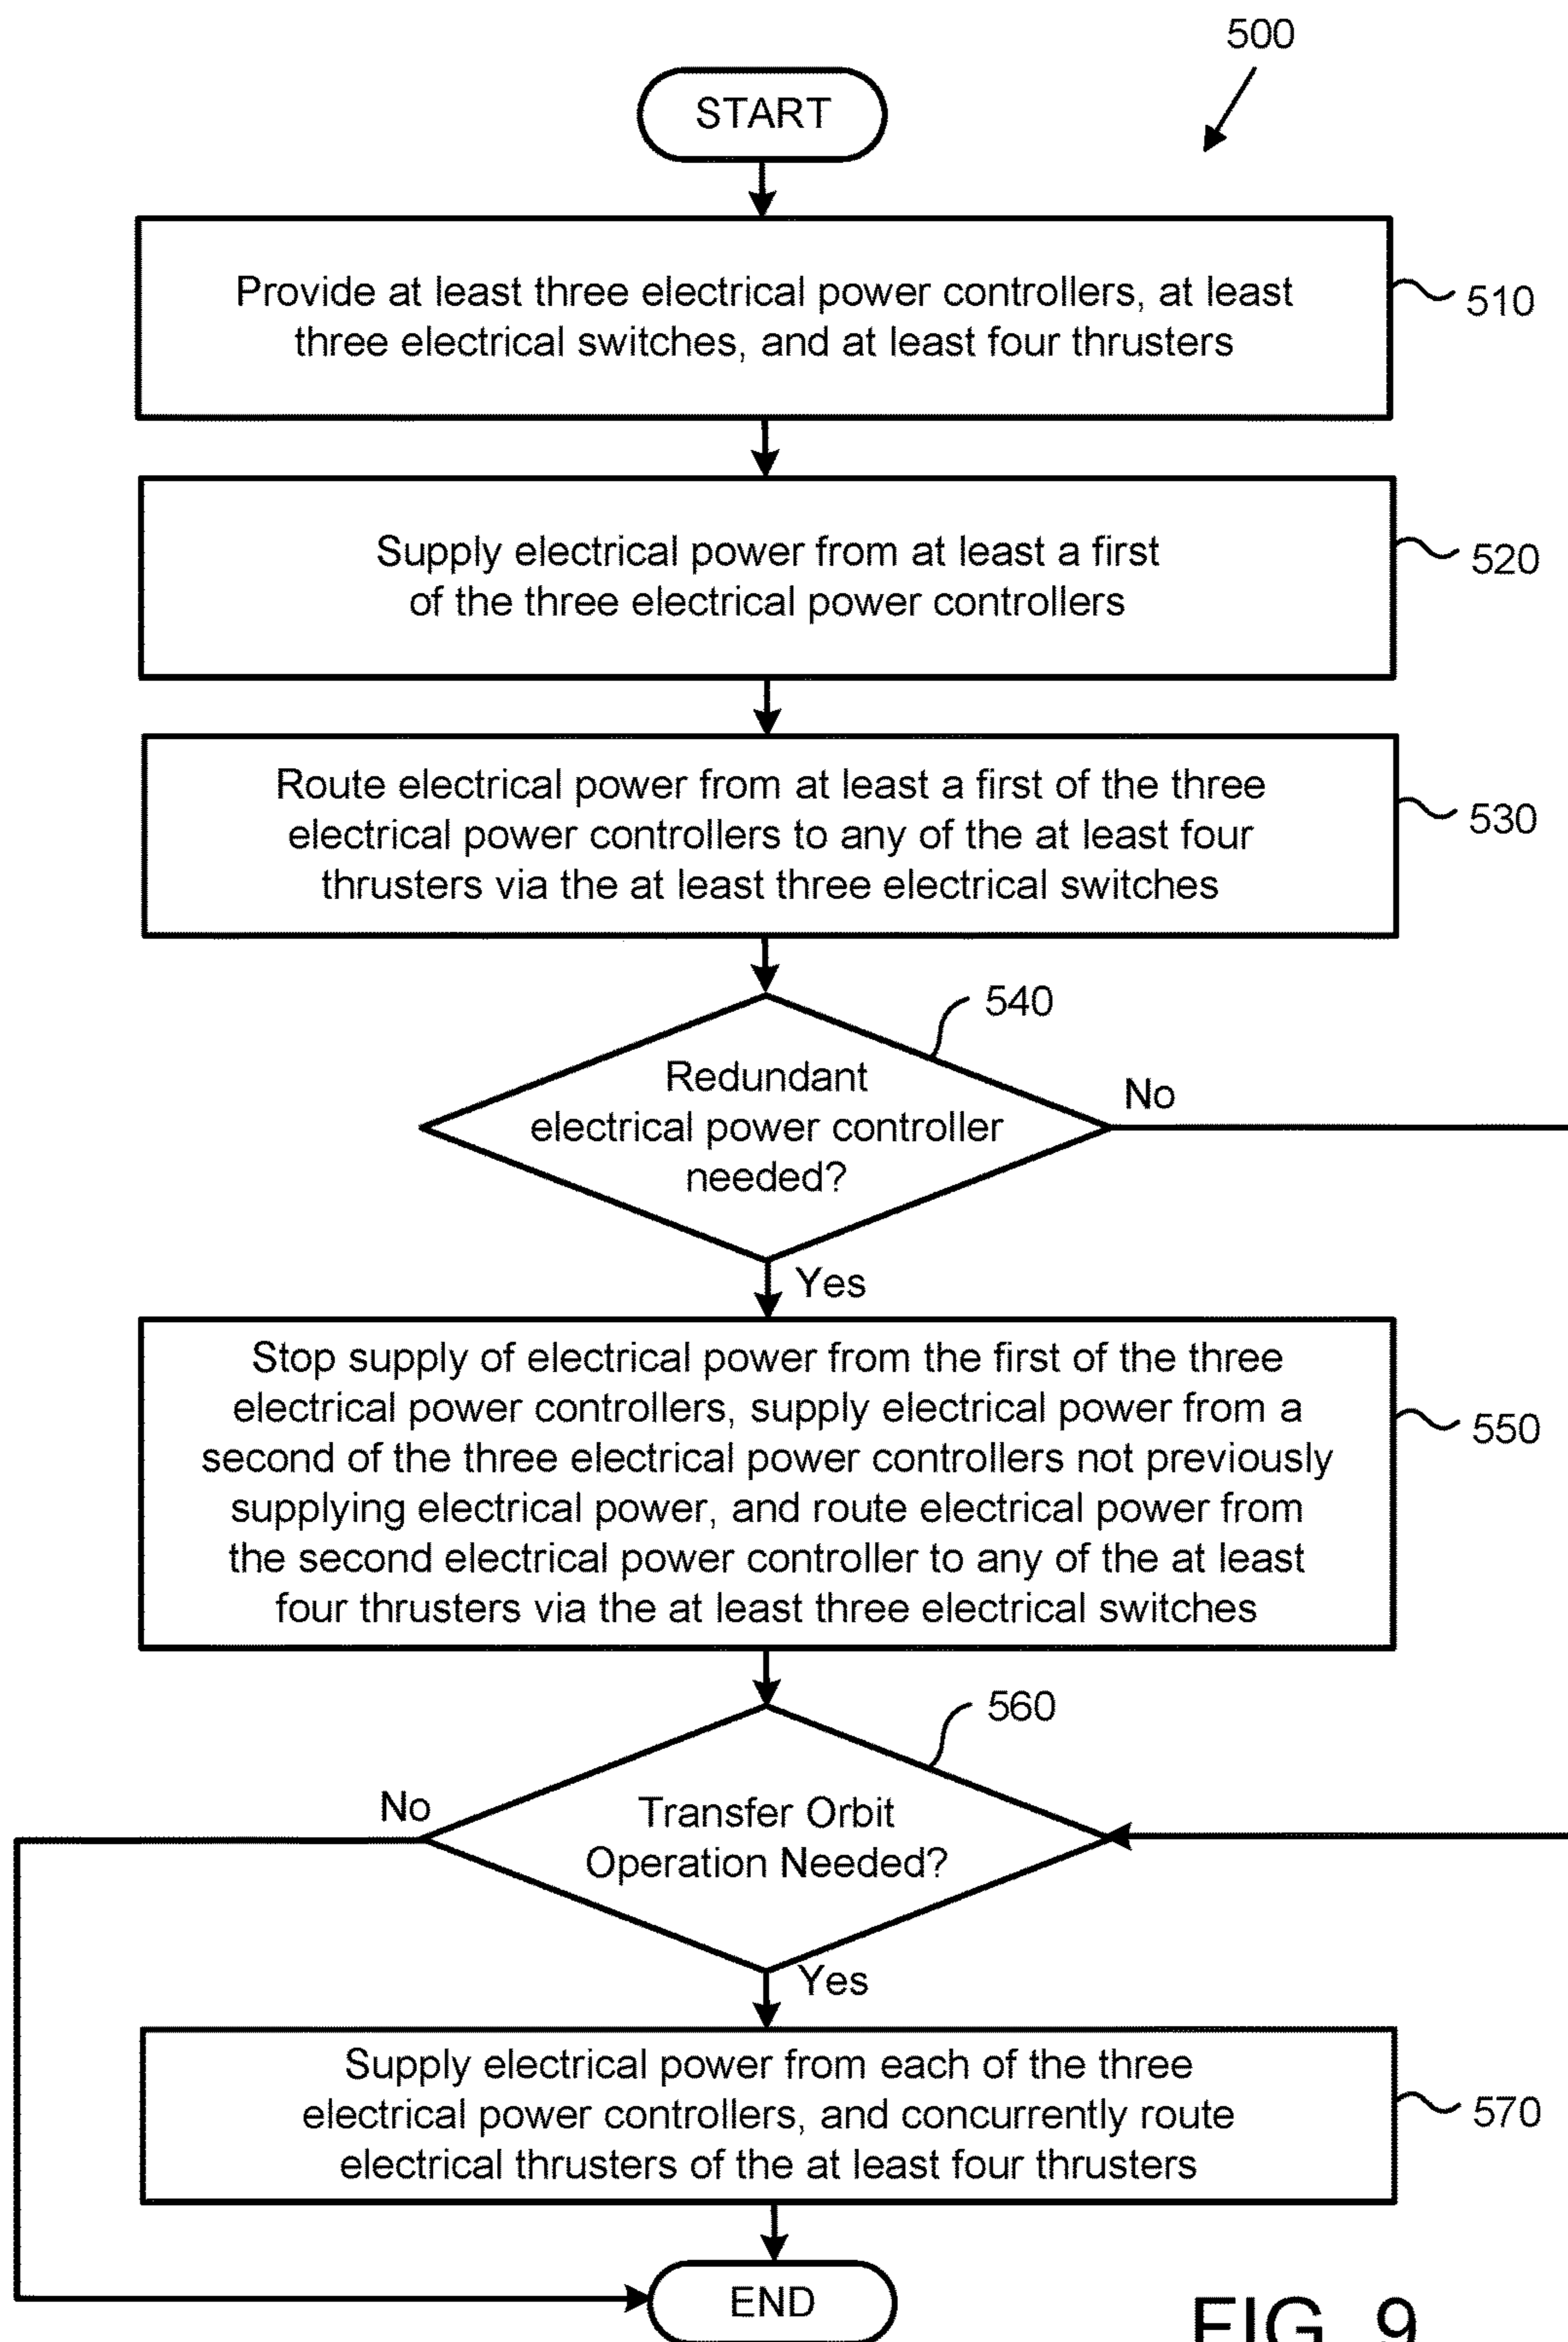 500
START
Provide at least three electrical power controllers, at least
three electrical switches, and at least four thrusters
510
Supply electrical power from at least a first
of the three electrical power controllers
520
Route electrical power from at least a first of the three
electrical power controllers to any of the at least four
thrusters via the at least three electrical switches
530
540
Redundant
electrical power controller
needed?
No
Yes
Stop supply of electrical power from the first of the three
electrical power controllers, supply electrical power from a
second of the three electrical power controllers not previously
supplying electrical power, and route electrical power from
the second electrical power controller to any of the at least
four thrusters via the at least three electrical switches
550
560
No
Transfer Orbit
Operation Needed?
Yes
Supply electrical power from each of the three
electrical power controllers, and concurrently route
electrical thrusters of the at least four thrusters
570
END
FIG. 9